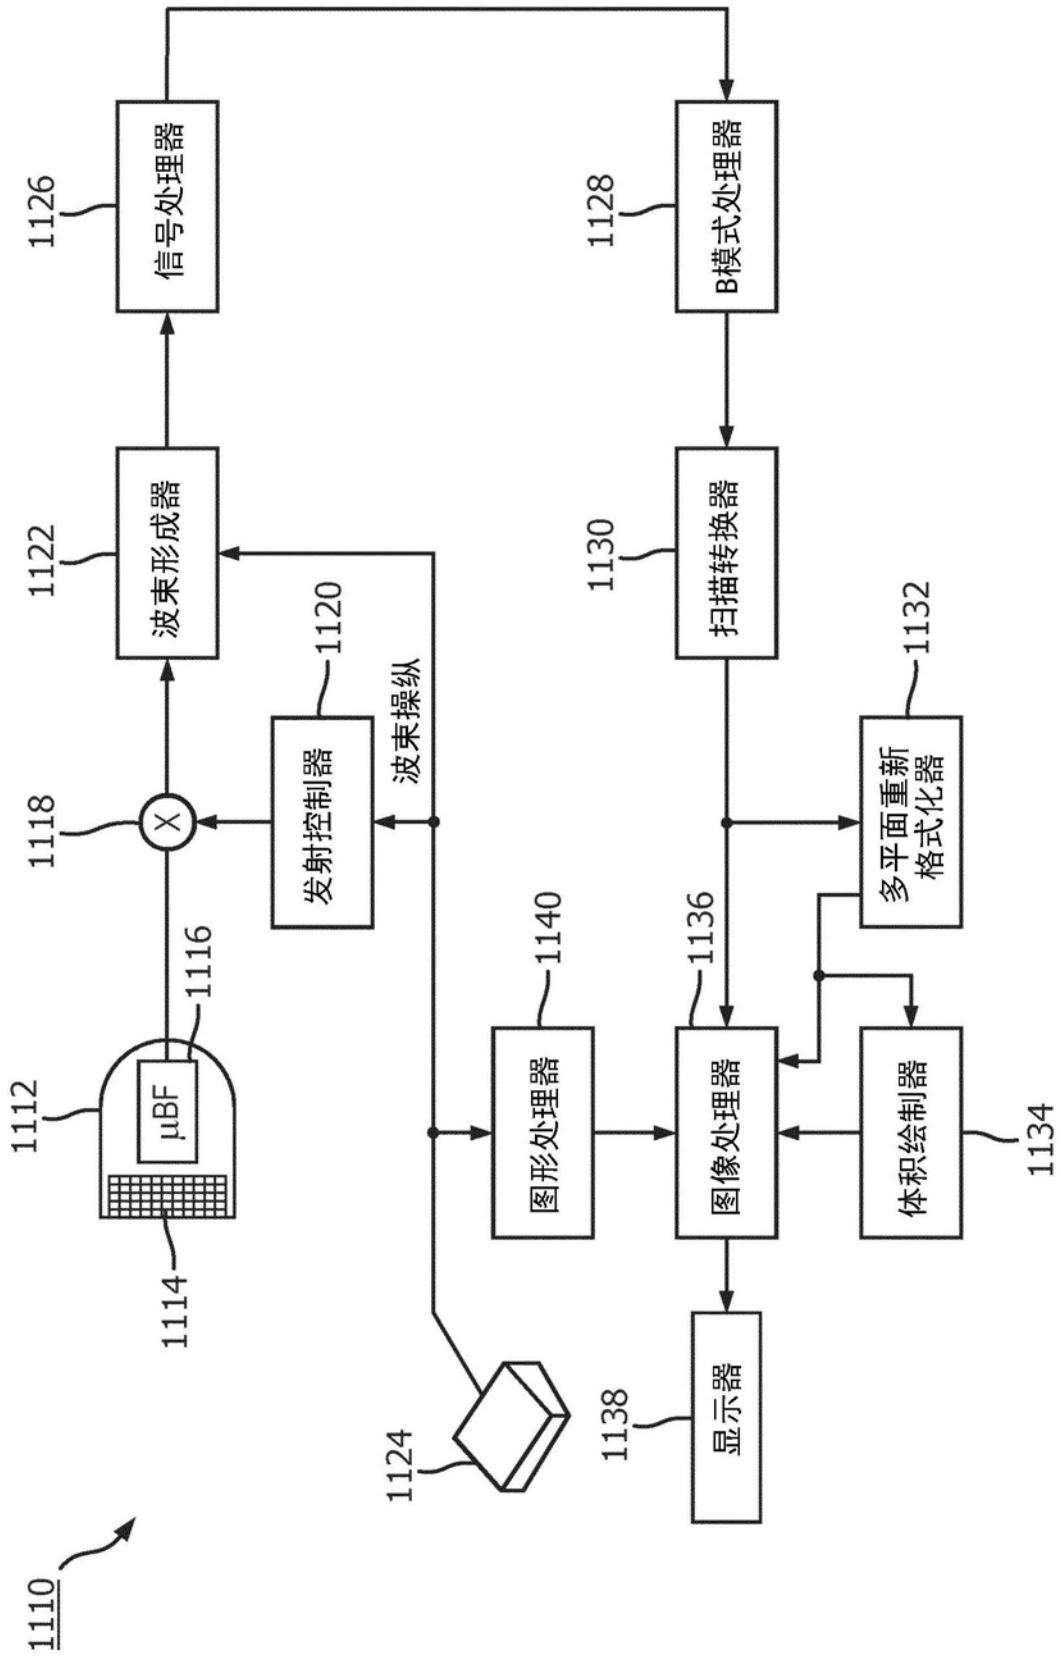 1110
1112
μBF
1116
1114
1118
X
1122
波束形成器
1126
信号处理器
1120
发射控制器
波束操纵
1124
1140
图形处理器
1128
B模式处理器
1130
扫描转换器
1132
多平面重新
格式化器
1136
图像处理器
1134
体积绘制器
1138
显示器